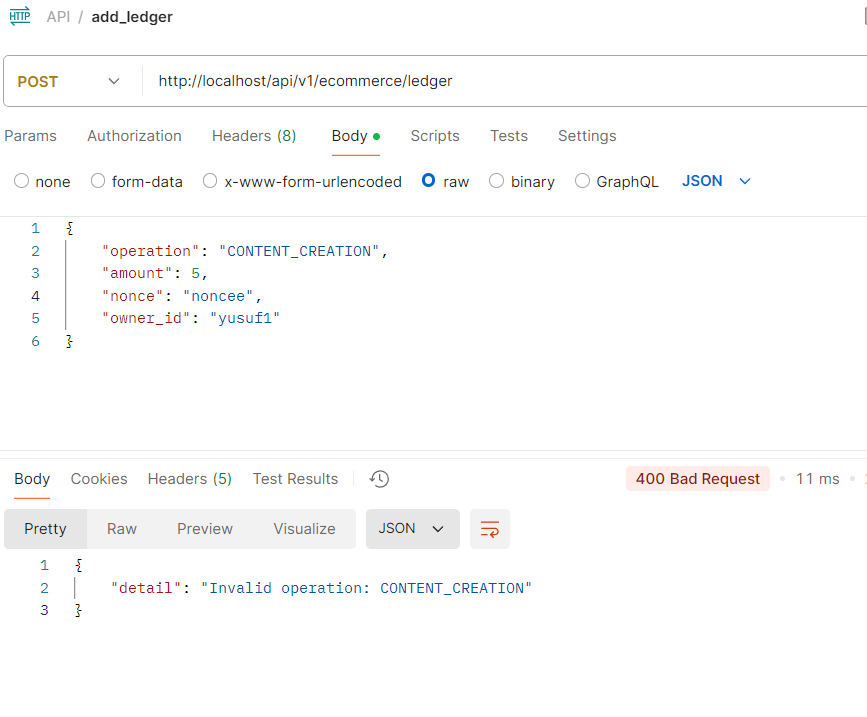 HTTP API / add_ledger
POST http://localhost/api/v1/ecommerce/ledger
Params Authorization Headers (8) Body Scripts Tests Settings
none form-data x-www-form-urlencoded raw binary GraphQL JSON
1 {
2 "operation": "CONTENT_CREATION",
3 "amount": 5,
4 "nonce": "noncee",
5 "owner_id": "yusuf1"
6 }
Body Cookies Headers (5) Test Results 400 Bad Request 11 ms
Pretty Raw Preview Visualize JSON
1 {
2 "detail": "Invalid operation: CONTENT_CREATION"
3 }